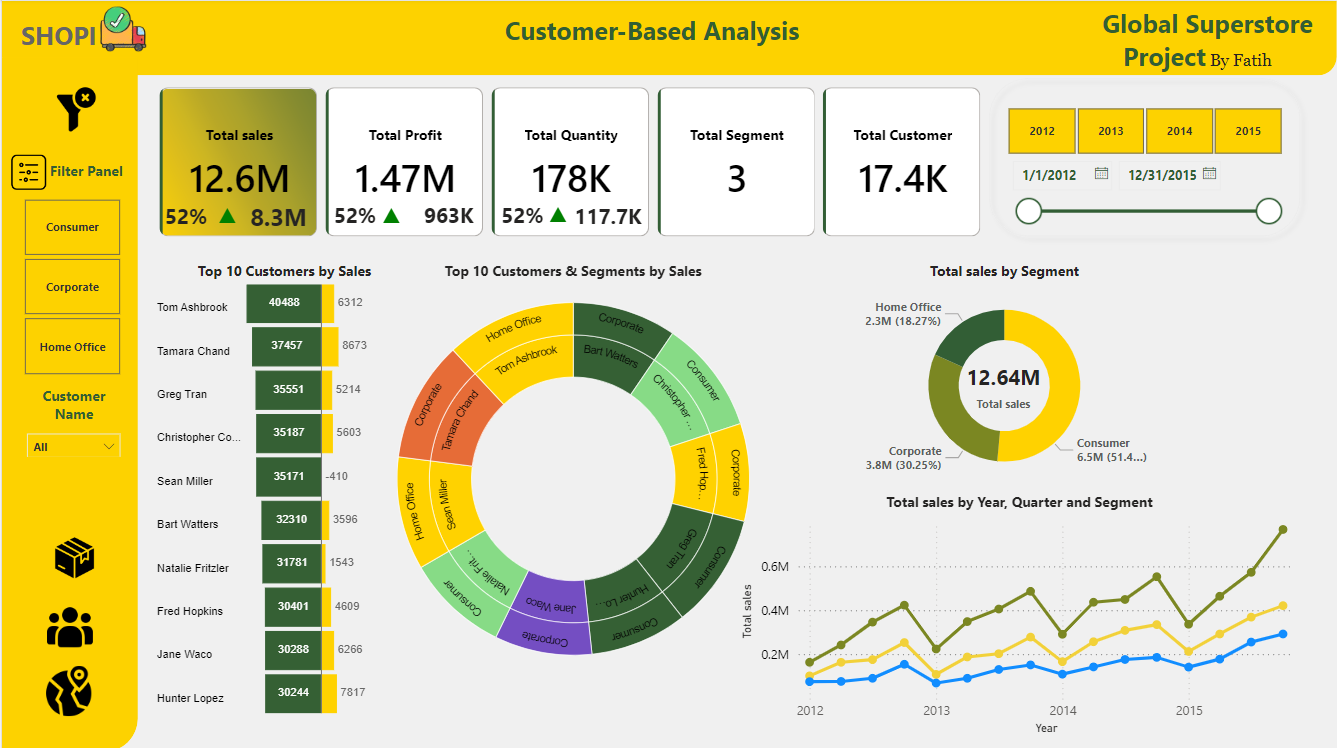 SHOPI
Customer-Based Analysis
Global Superstore
Project By Fatih
Filter Panel
Consumer
Corporate
Home Office
Customer
Name
All
Total sales
12.6M
52% 8.3M
Total Profit
1.47M
52% 963K
Total Quantity
178K
52% 117.7K
Total Segment
3
Total Customer
17.4K
2012 2013 2014 2015
1/1/2012 12/31/2015
Top 10 Customers by Sales
Tom Ashbrook 40488 6312
Tamara Chand 37457 8673
Greg Tran 35551 5214
Christopher Co... 35187 5603
Sean Miller 35171 -410
Bart Watters 32310 3596
Natalie Fritzler 31781 1543
Fred Hopkins 30401 4609
Jane Waco 30288 6266
Hunter Lopez 30244 7817
Top 10 Customers & Segments by Sales
Corporate
Bart Watters
Consumer
Christopher ...
Corporate
Fred Hop...
Consumer
Greg Tran
Consumer
Hunter Lo...
Corporate
Jane Waco
Consumer
Natalie Frit...
Home Office
Sean Miller
Corporate
Tamara Chand
Home Office
Tom Ashbrook
Total sales by Segment
Home Office
2.3M (18.27%)
12.64M
Total sales
Corporate
3.8M (30.25%)
Consumer
6.5M (51.4...)
Total sales by Year, Quarter and Segment
Total sales
0.6M
0.4M
0.2M
2012 2013 2014 2015
Year